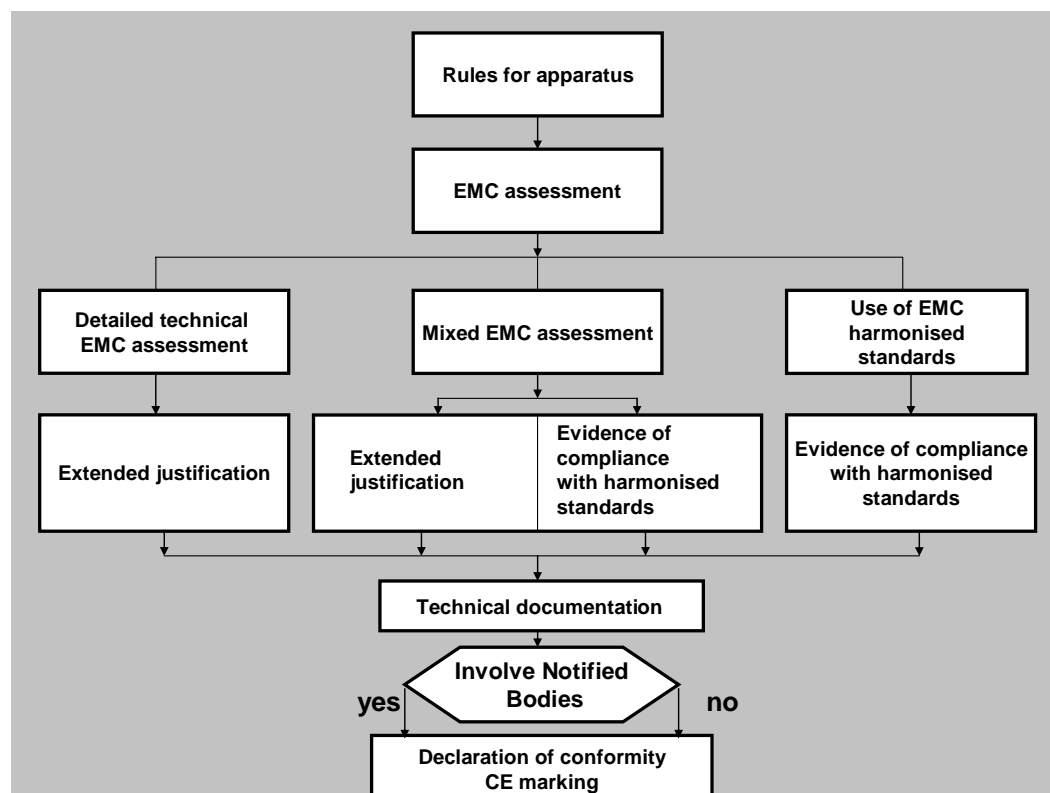 Rules for apparatus
EMC assessment
Detailed technical
EMC assessment
Mixed EMC assessment
Use of EMC
harmonised
standards
Extended justification
Extended
justification
Evidence of
compliance
with harmonised
standards
Evidence of compliance
with harmonised
standards
Technical documentation
Involve Notified
Bodies
yes
no
Declaration of conformity
CE marking